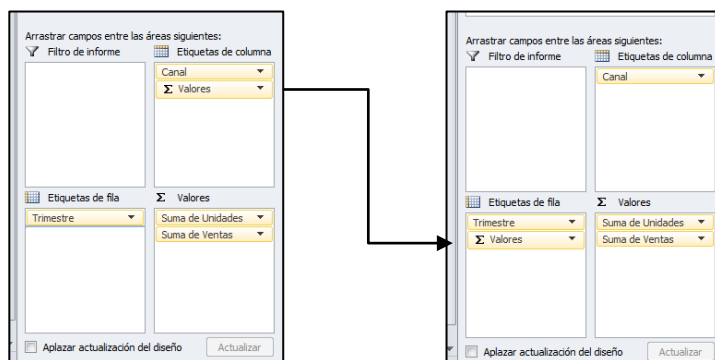 Arrastrar campos entre las áreas siguientes:
Filtro de informe Etiquetas de columna
Canal
Σ Valores
Etiquetas de fila Σ Valores
Trimestre Suma de Unidades
Suma de Ventas
Aplazar actualización del diseño Actualizar
Arrastrar campos entre las áreas siguientes:
Filtro de informe Etiquetas de columna
Canal
Etiquetas de fila Σ Valores
Trimestre Suma de Unidades
Σ Valores Suma de Ventas
Aplazar actualización del diseño Actualizar